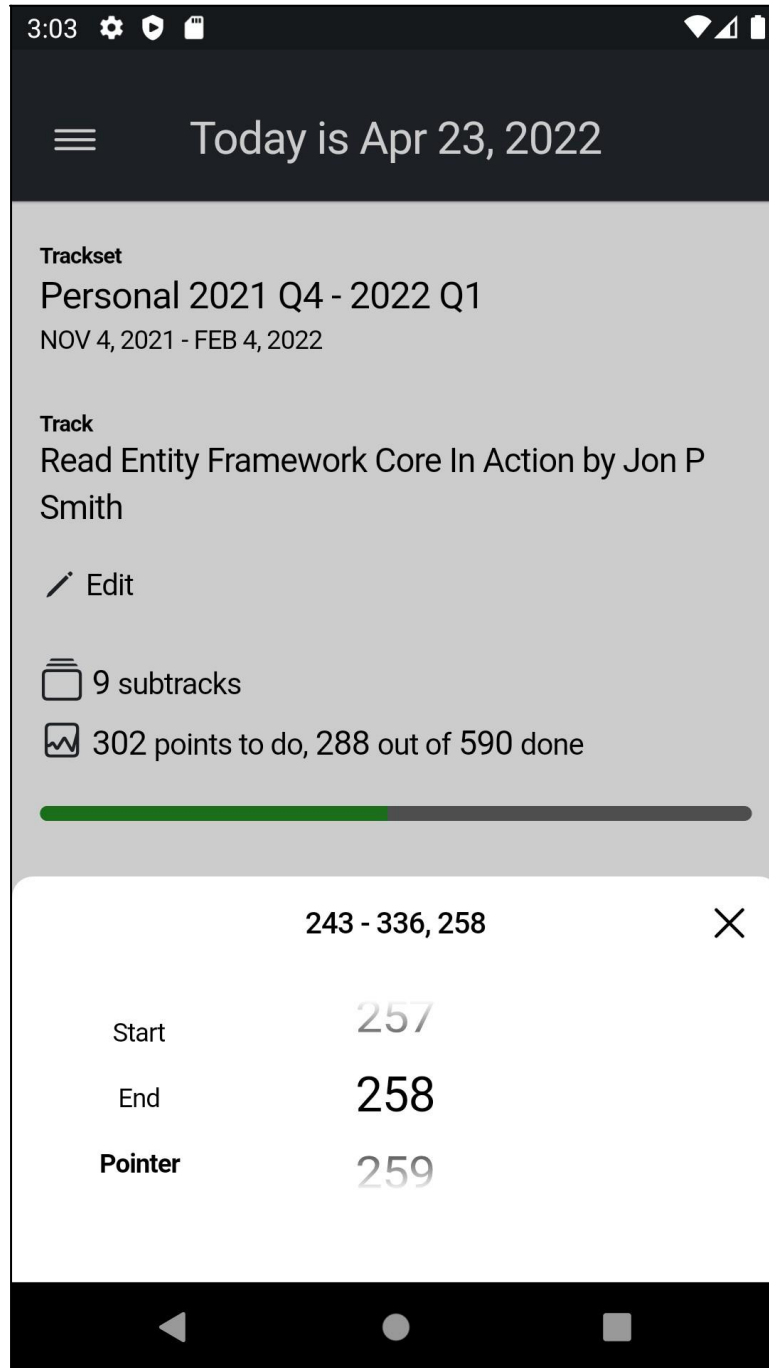 3:03
Today is Apr 23, 2022
Trackset
Personal 2021 Q4 - 2022 Q1
NOV 4, 2021 - FEB 4, 2022
Track
Read Entity Framework Core In Action by Jon P
Smith
Edit
9 subtracks
302 points to do, 288 out of 590 done
243 - 336, 258
Start
End
Pointer
257
258
259